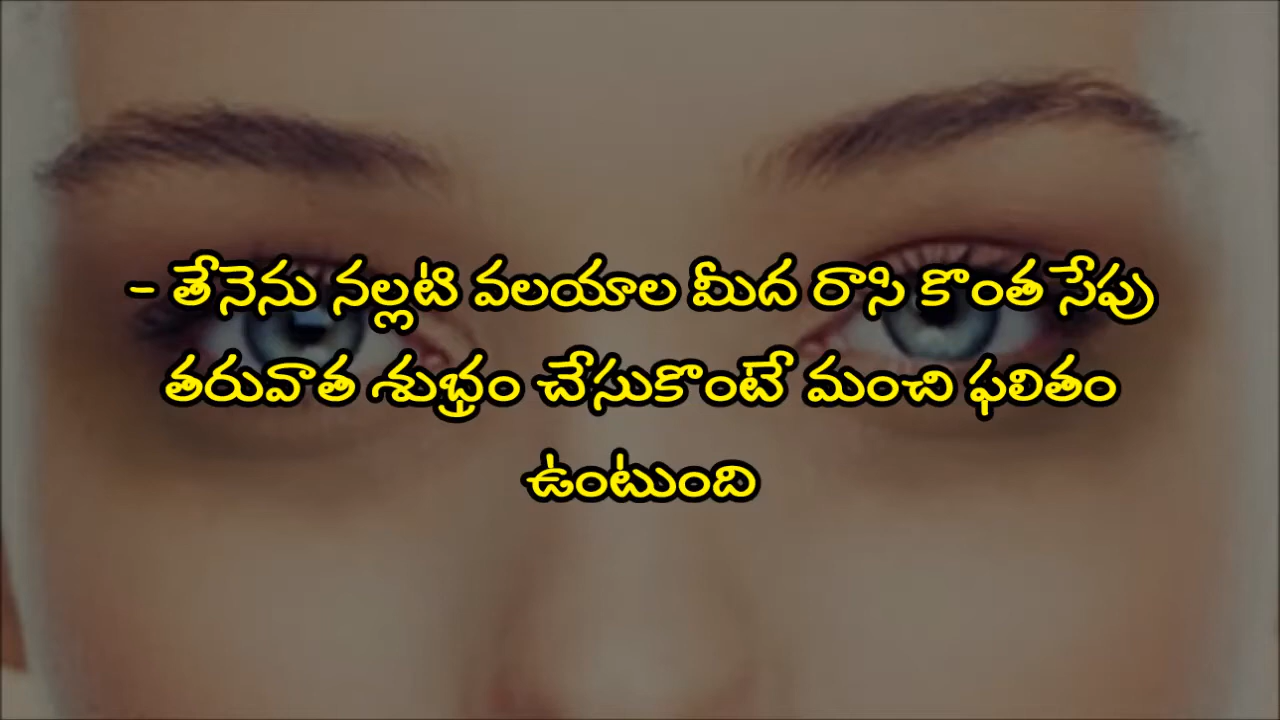 - తేనెను నల్లటి వలయాల మీద రాసి కొంత సేపు
తరువాత శుభ్రం చేసుకొంటే మంచి ఫలితం
ఉంటుంది